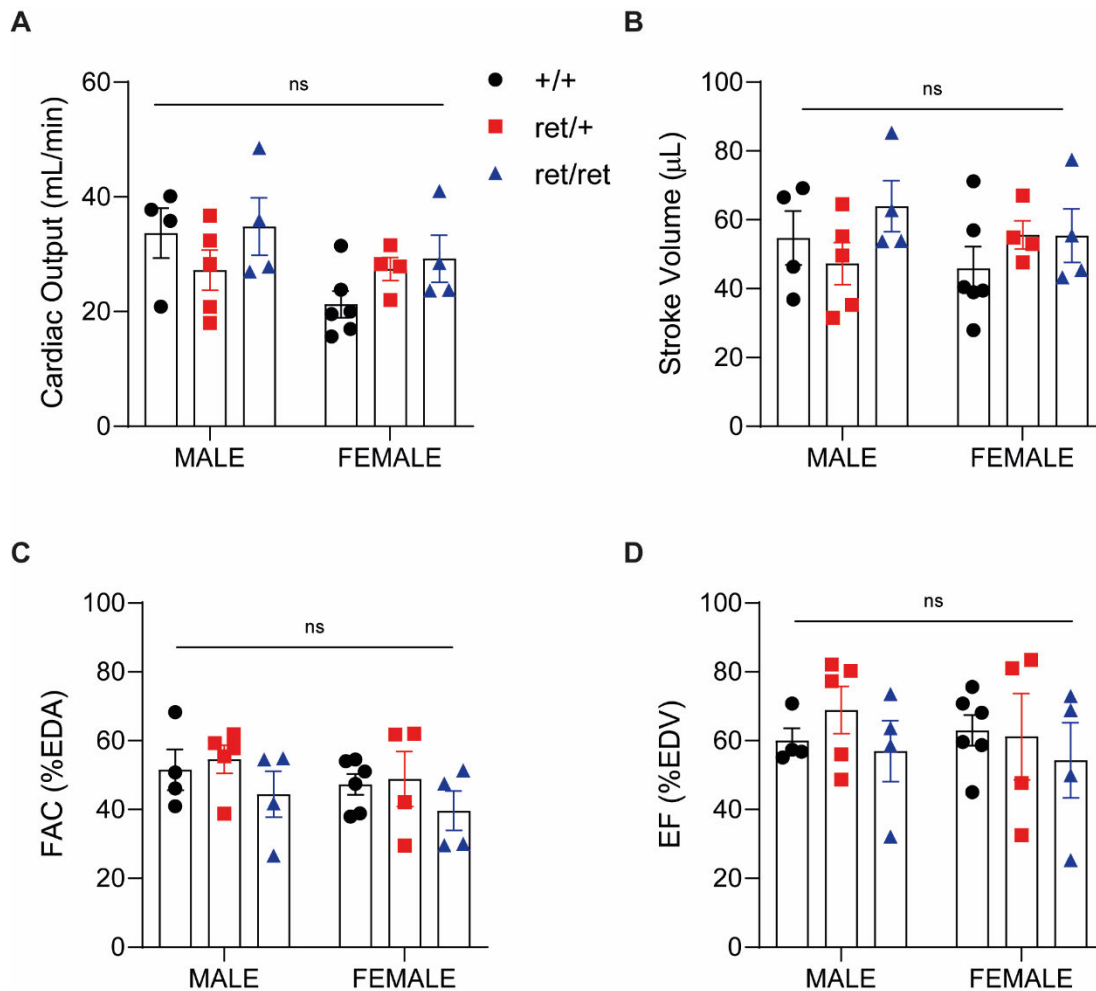 A
Cardiac Output (mL/min)
60
40
20
0
ns
MALE
FEMALE
+/+
ret/+
ret/ret
B
Stroke Volume (μL)
100
80
60
40
20
0
ns
MALE
FEMALE
C
FAC (%EDA)
100
80
60
40
20
0
ns
MALE
FEMALE
D
EF (%EDV)
100
80
60
40
20
0
ns
MALE
FEMALE